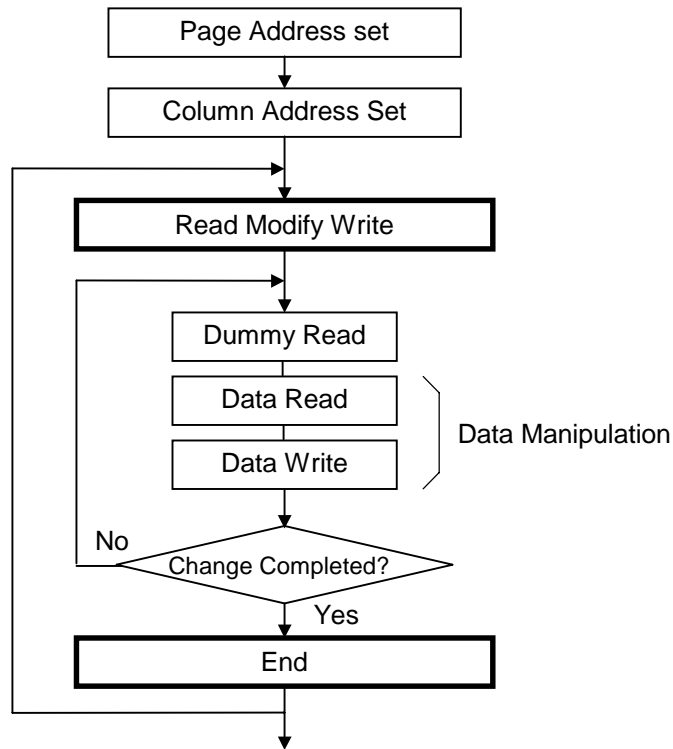 Page Address set
Column Address Set
Read Modify Write
Dummy Read
Data Read
Data Manipulation
Data Write
No
Change Completed?
Yes
End